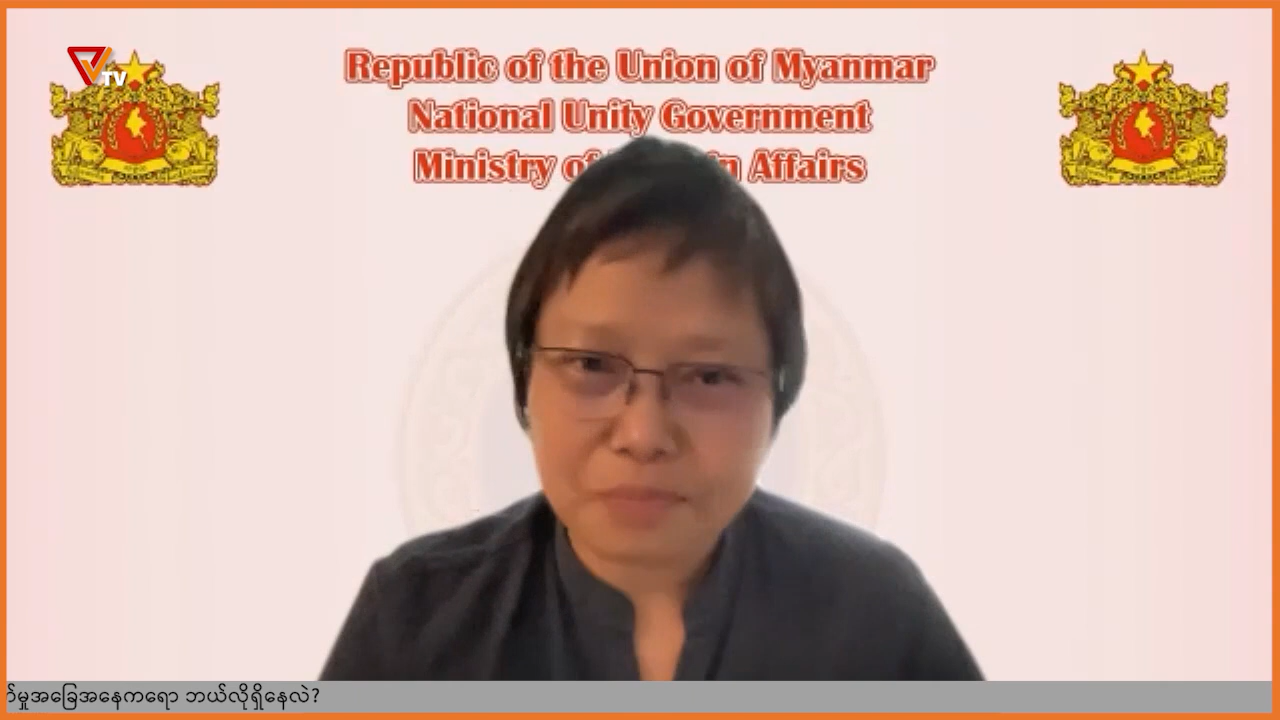 Republic of the Union of Myanmar
National Unity Government
Ministry of Affairs
TV
ာ်မှုအခြေအနေကရော ဘယ်လိုရှိနေလဲ?